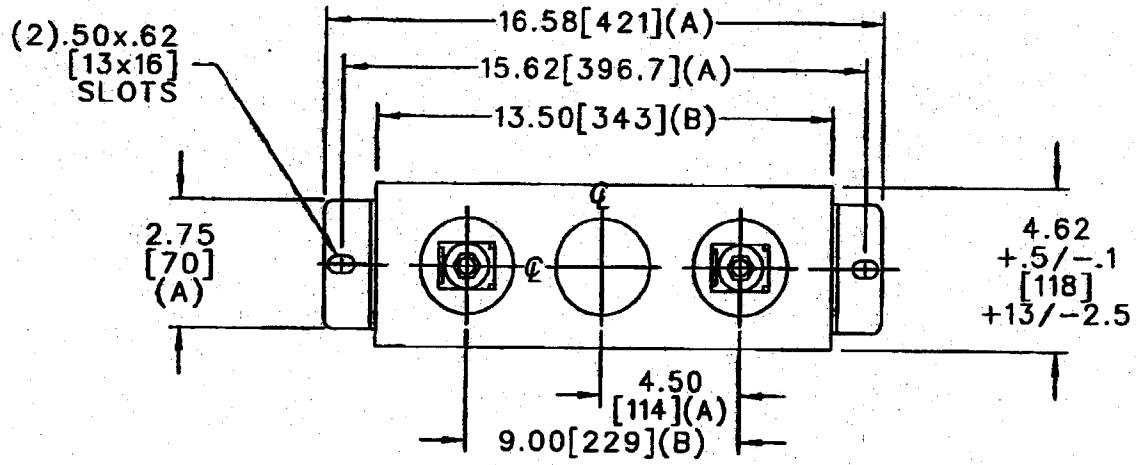 16.58[421](A)
(2).50x.62
[13x16]
SLOTS
15.62[396.7](A)
13.50[343](B)
℄
2.75
[70]
(A)
℄
4.62
+.5/-.1
[118]
+13/-2.5
4.50
[114](A)
9.00[229](B)